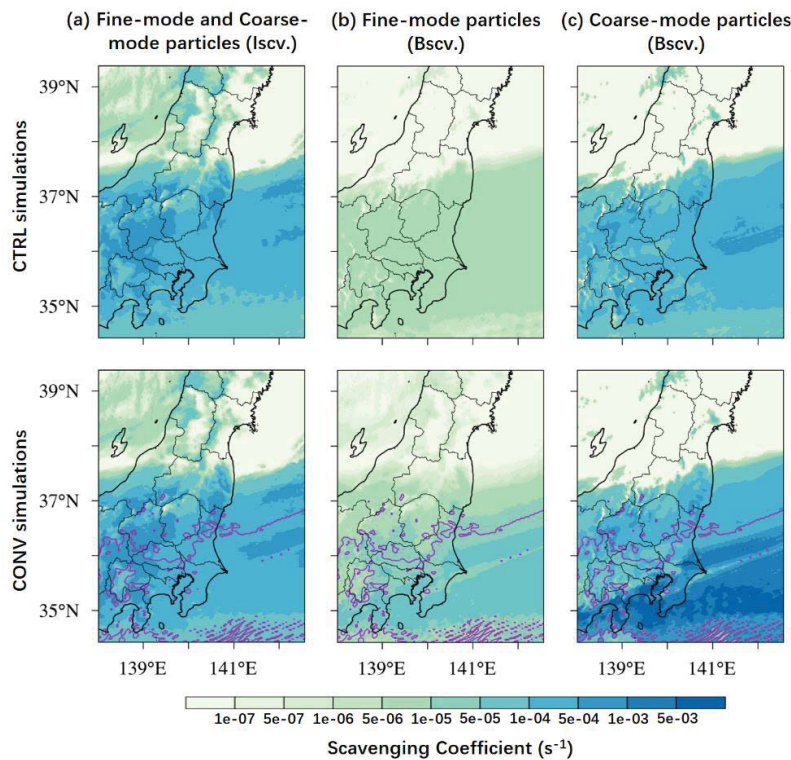 (a) Fine-mode and Coarse-
mode particles (Iscv.)
(b) Fine-mode particles
(Bscv.)
(c) Coarse-mode particles
(Bscv.)
CTRL simulations
39°N
37°N
35°N
CONV simulations
39°N
37°N
35°N
139°E 141°E 139°E 141°E 139°E 141°E
1e-07 5e-07 1e-06 5e-06 1e-05 5e-05 1e-04 5e-04 1e-03 5e-03
Scavenging Coefficient (s⁻¹)